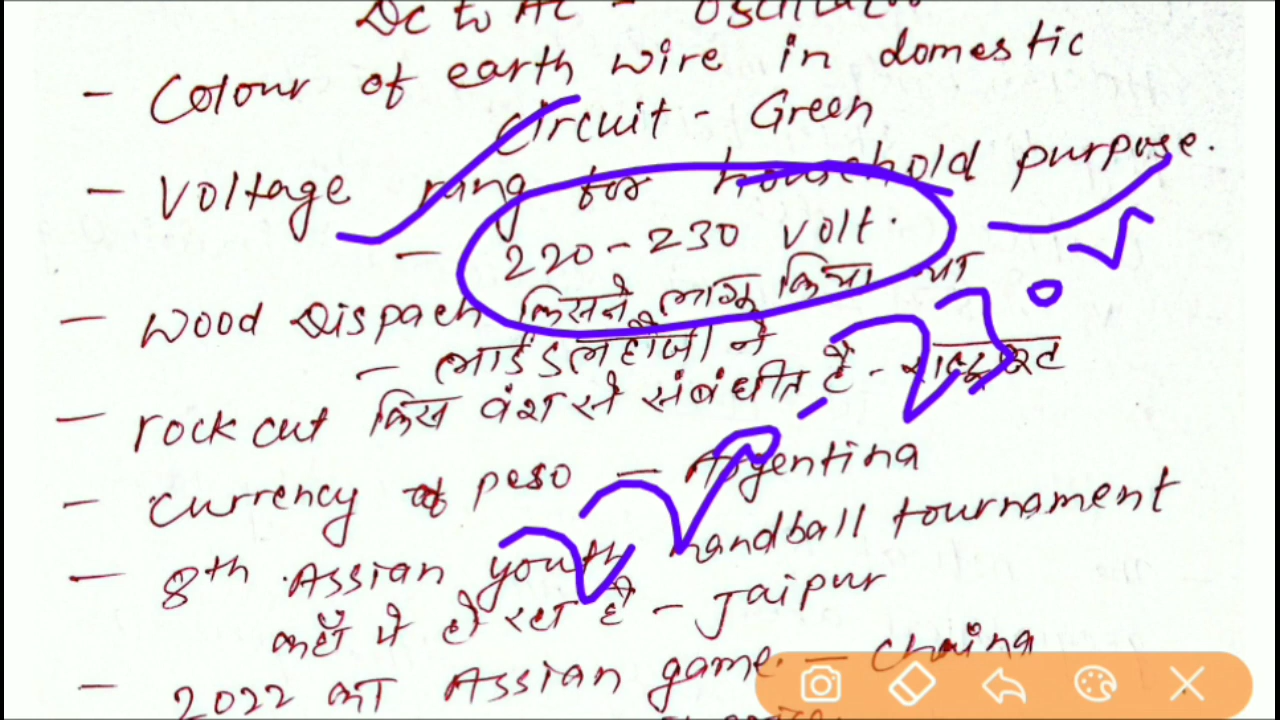 DC to AC -
- Colour of earth wire in domestic
circuit - Green
- Voltage rang for household purpose.
- 220-230 volt.
- Wood Dispach किसने लागु किया था
- लार्ड डलहौजी ने
- rock cut किस वंश से संबंधीत है - राष्ट्रकूट
- Currency of peso - Argentina
- 8th Assian youth handball tournament
कहाँ पे हो रहा है - Jaipur
- 2022 का Assian game - China